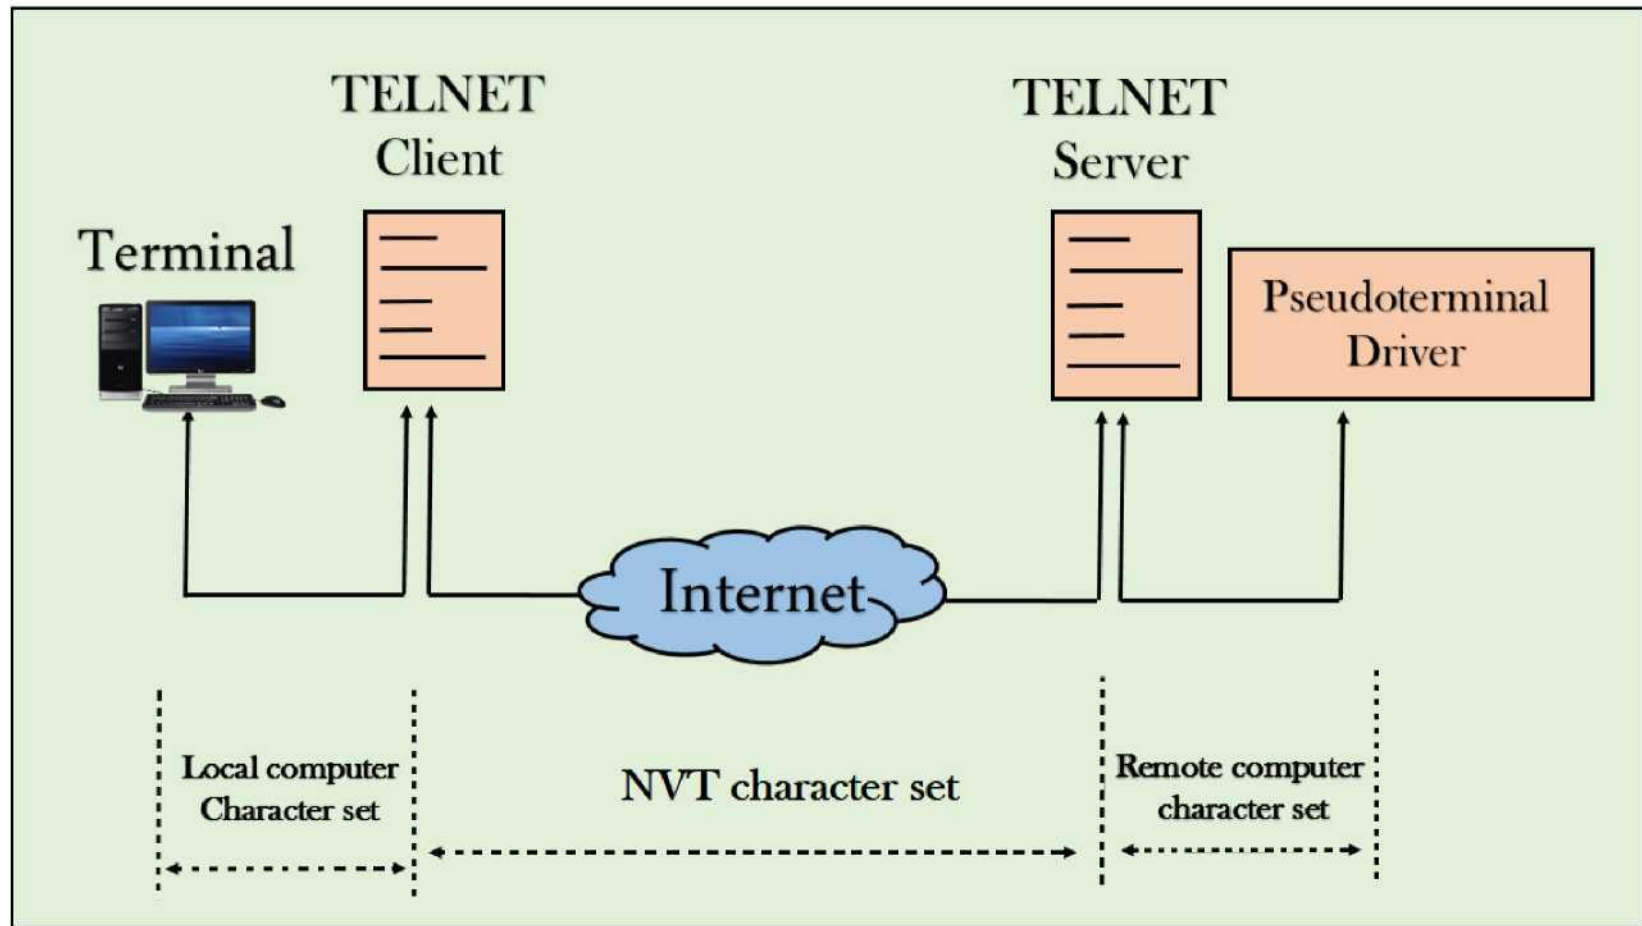 TELNET
Client
TELNET
Server
Terminal
Pseudoterminal
Driver
Internet
Local computer
Character set
NVT character set
Remote computer
character set